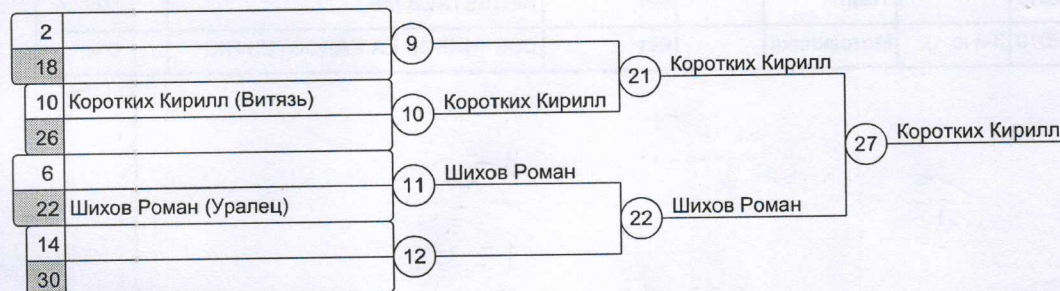 2
9
18
21 Коротких Кирилл
10 Коротких Кирилл (Витязь)
10 Коротких Кирилл
26
27 Коротких Кирилл
6
11 Шихов Роман
22 Шихов Роман (Уралец)
22 Шихов Роман
14
12
30